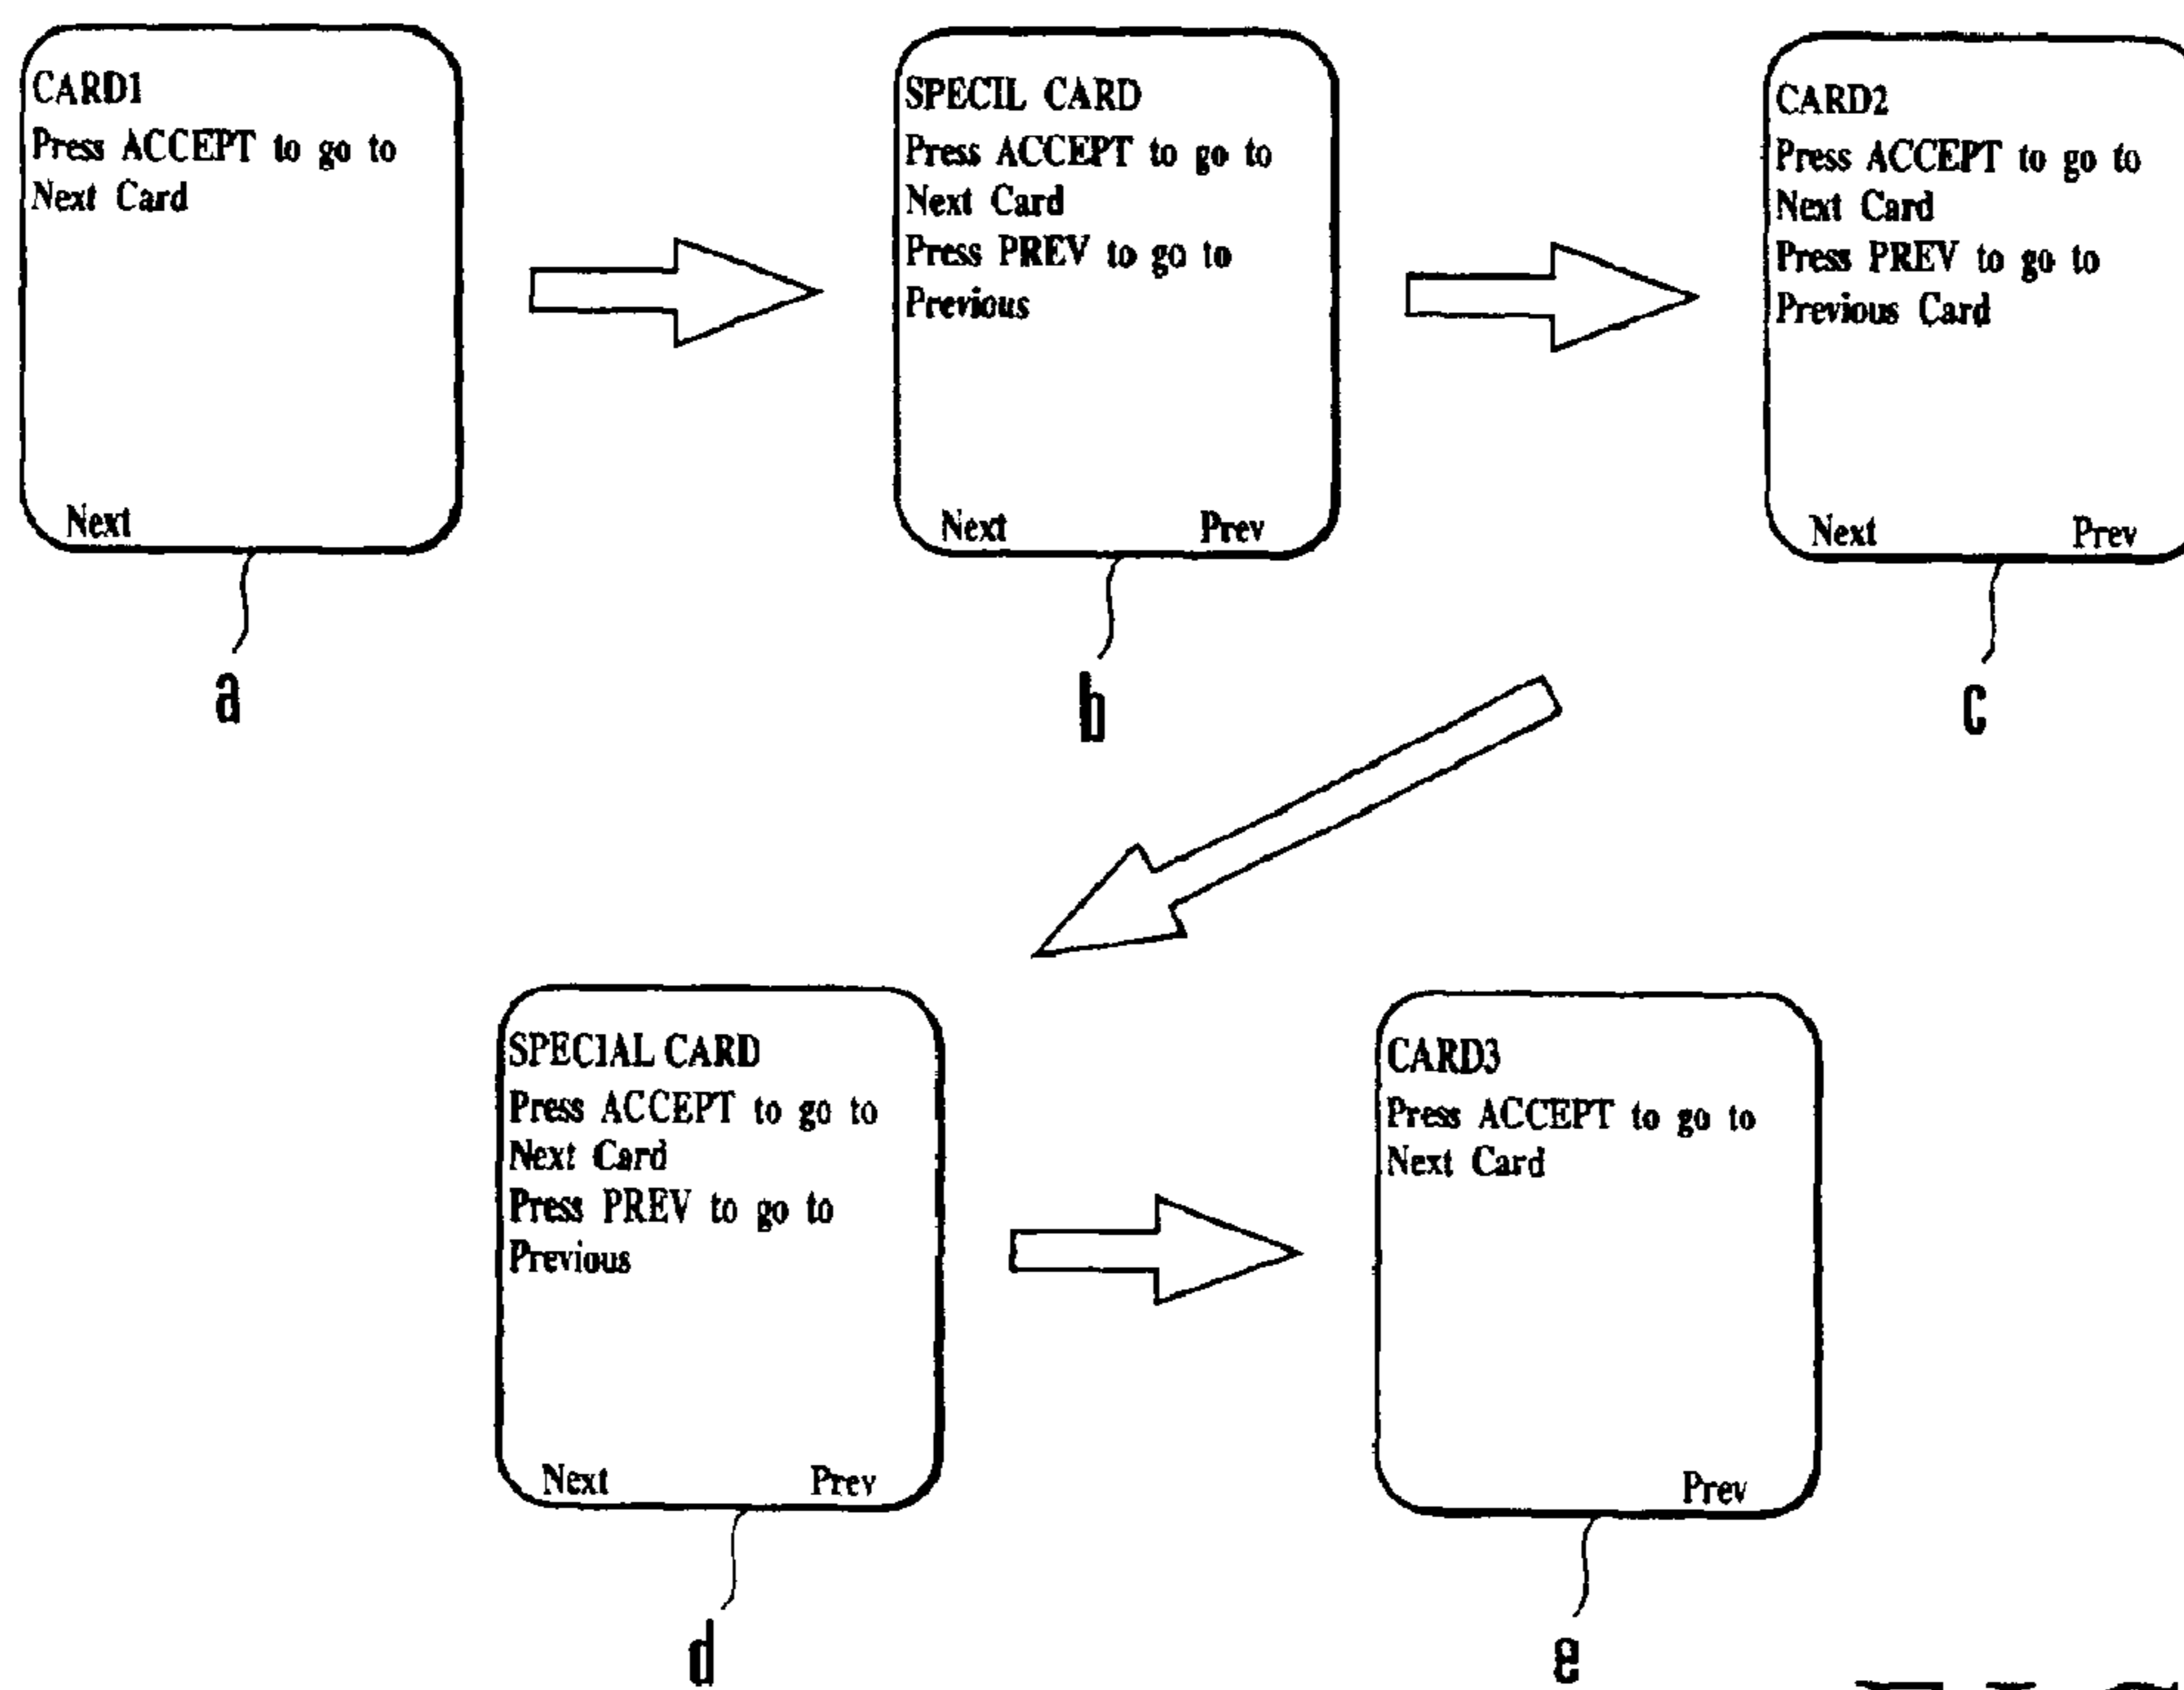 CARD1
Press ACCEPT to go to
Next Card
Next
a
SPECIL CARD
Press ACCEPT to go to
Next Card
Press PREV to go to
Previous
Next Prev
b
CARD2
Press ACCEPT to go to
Next Card
Press PREV to go to
Previous Card
Next Prev
c
SPECIAL CARD
Press ACCEPT to go to
Next Card
Press PREV to go to
Previous
Next Prev
d
CARD3
Press ACCEPT to go to
Next Card
Prev
e